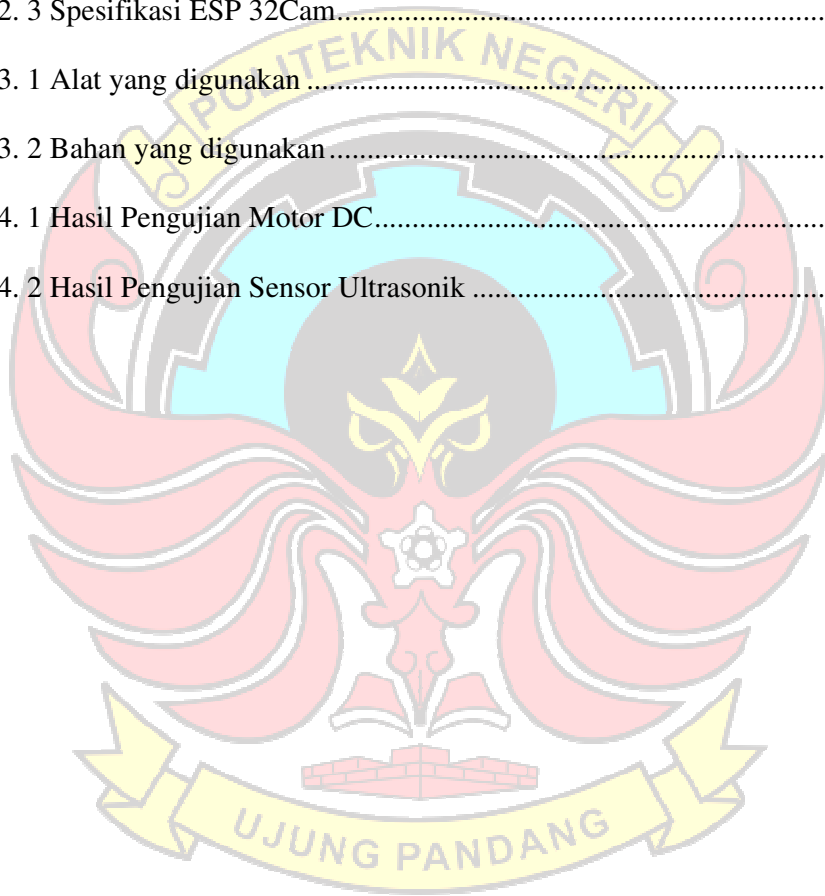 2. 3 Spesifikasi ESP 32Cam.................................................................
POLITEKNIK NEGERI
3. 1 Alat yang digunakan.....................................................................
3. 2 Bahan yang digunakan..................................................................
4. 1 Hasil Pengujian Motor DC............................................................
4. 2 Hasil Pengujian Sensor Ultrasonik...............................................
UJUNG PANDANG